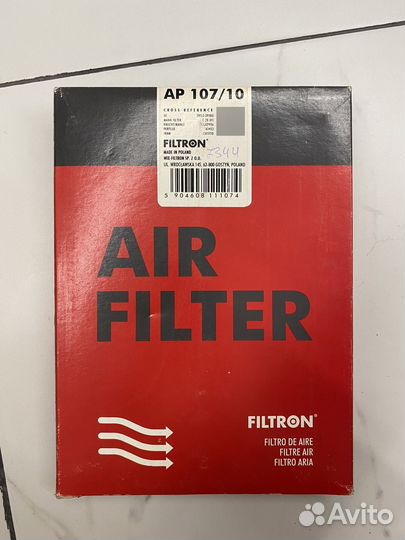 AP 107/10
CROSS REFERENCE
FILTRON®
MADE IN POLAND
WIX-FILTRON SP. Z O.O.
UL. WROCŁAWSKA 145, 63-800 GOSTYŃ, POLAND
5 904608 111074
AIR
FILTER
FILTRON®
FILTRO DE AIRE
FILTRE AIR
FILTRO ARIA
Avito